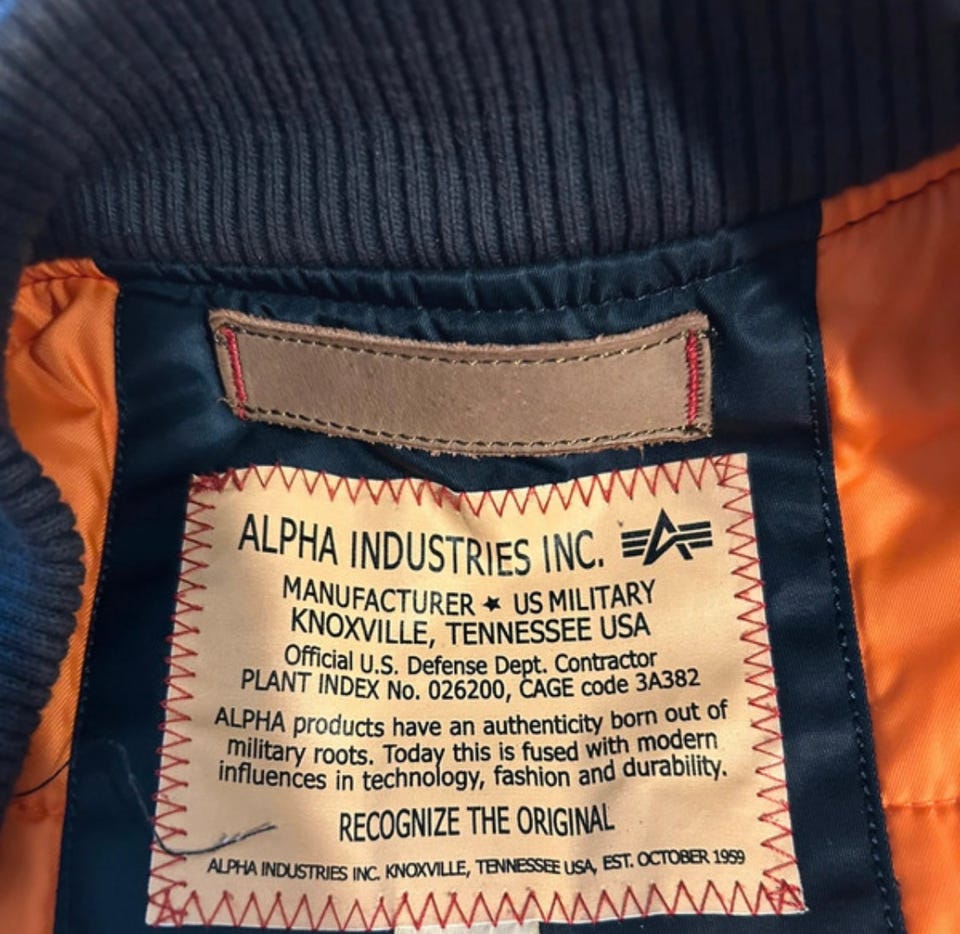 ALPHA INDUSTRIES INC.
MANUFACTURER ★ US MILITARY
KNOXVILLE, TENNESSEE USA
Official U.S. Defense Dept. Contractor
PLANT INDEX No. 026200, CAGE code 3A382
ALPHA products have an authenticity born out of
military roots. Today this is fused with modern
influences in technology, fashion and durability.
RECOGNIZE THE ORIGINAL
ALPHA INDUSTRIES INC. KNOXVILLE, TENNESSEE USA, EST. OCTOBER 1959